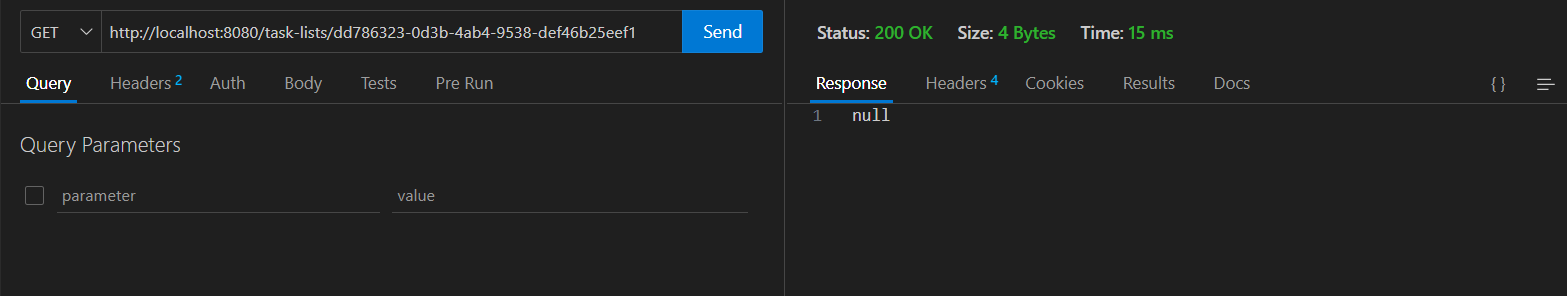 GET http://localhost:8080/task-lists/dd786323-0d3b-4ab4-9538-def46b25eef1 Send
Query Headers 2 Auth Body Tests Pre Run
Query Parameters
parameter value
Status: 200 OK Size: 4 Bytes Time: 15 ms
Response Headers 4 Cookies Results Docs { }
1 null